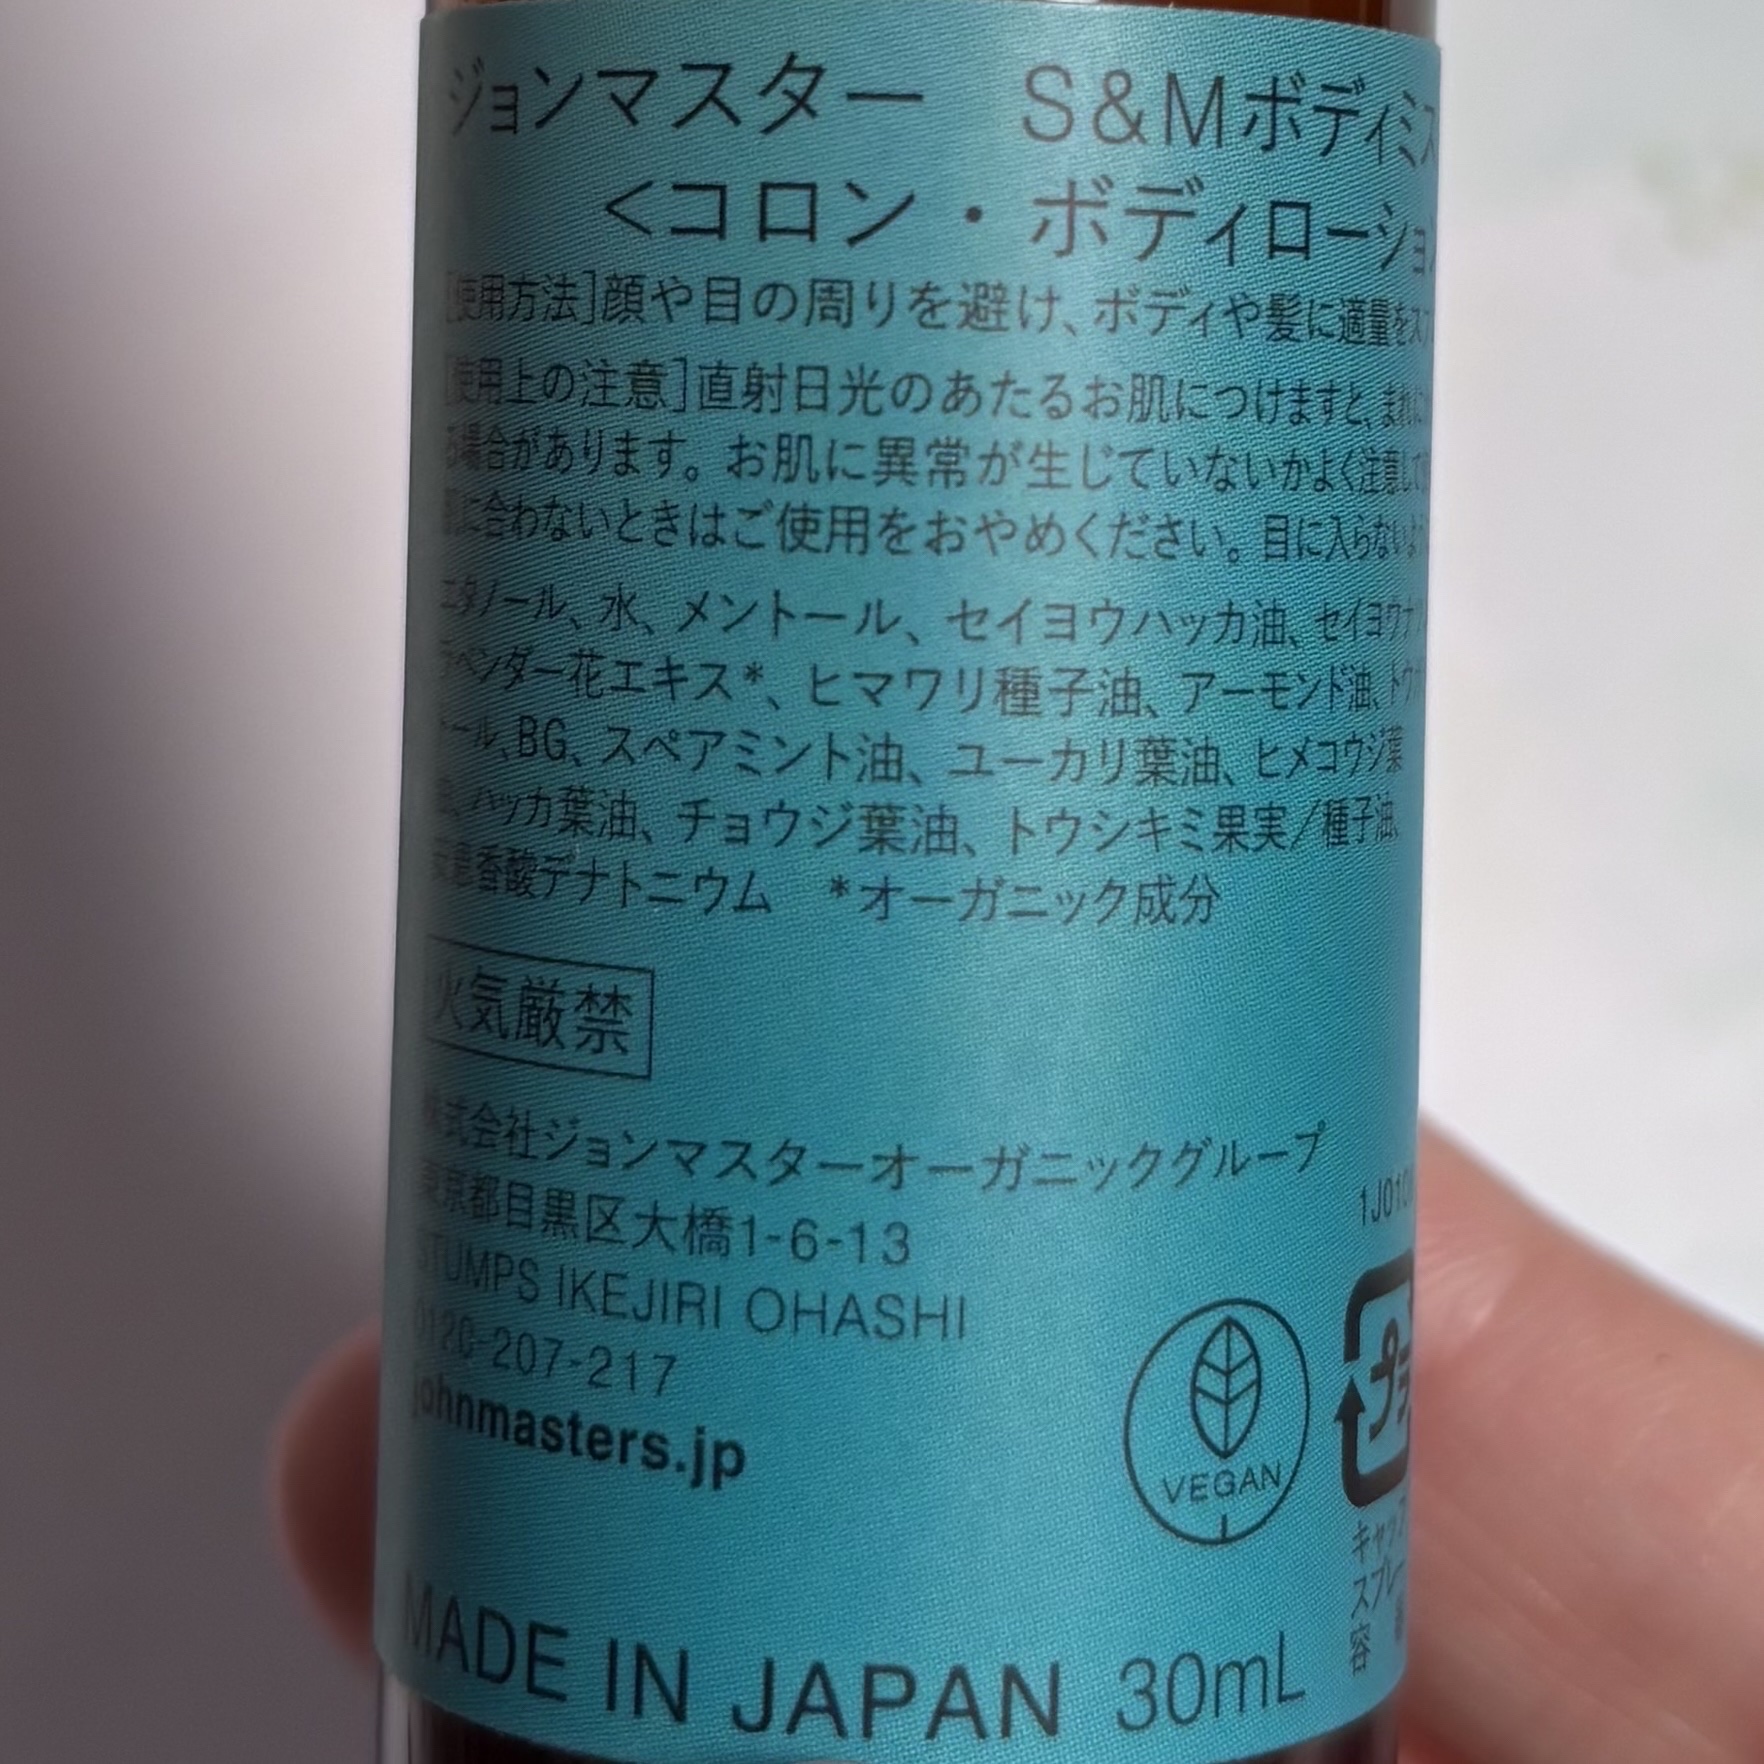 ジョンマスター　S&Mボディミス
<コロン・ボディローション
[使用方法]顔や目の周りを避け、ボディや髪に適量を
[使用上の注意]直射日光のあたるお肌につけますと、まれに
る場合があります。お肌に異常が生じていないかよく注意して
に合わないときはご使用をおやめください。目に入らない
エタノール、水、メントール、セイヨウハッカ油、
ラベンダー花エキス*、ヒマワリ種子油、アーモンド油、
ール、BG、スペアミント油、ユーカリ葉油、ヒメコウジ葉
ハッカ葉油、チョウジ葉油、トウシキミ果実/種子油、
安息香酸デナトニウム　*オーガニック成分
火気厳禁
株式会社ジョンマスターオーガニックグループ
東京都目黒区大橋1-6-13
STUMPS IKEJIRI OHASHI
0120-207-217
johnmasters.jp
VEGAN
プラ
MADE IN JAPAN 30mL